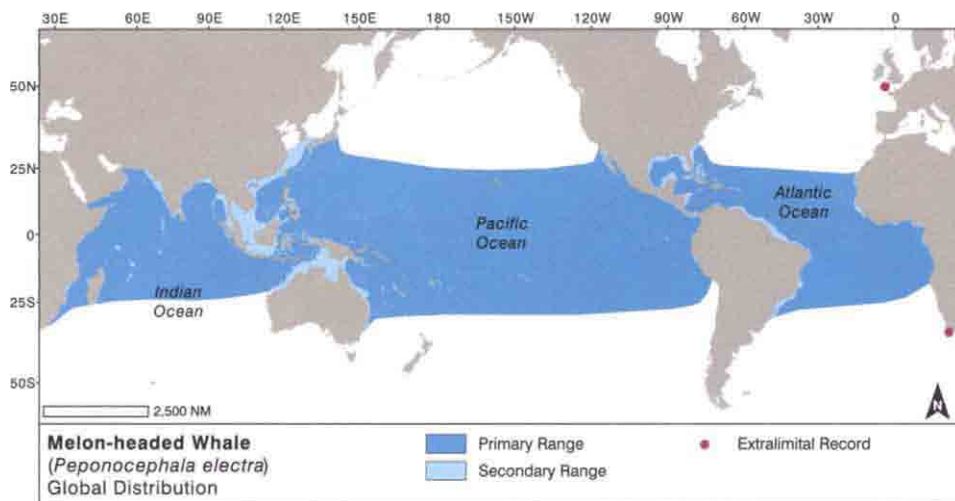 30E 60E 90E 120E 150E 180 150W 120W 90W 60W 30W 0
50N
25N
Atlantic
Ocean
Pacific
Ocean
0
Indian
Ocean
25S
50S
2,500 NM
N
Melon-headed Whale
(Peponocephala electra)
Global Distribution
Primary Range
Secondary Range
Extralimital Record